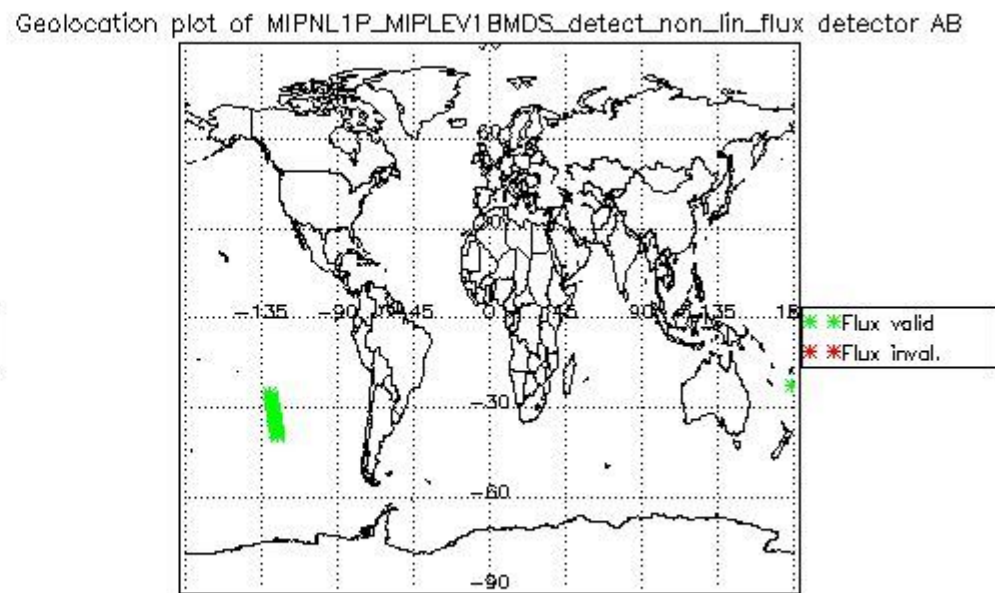 Geolocation plot of MIPNL1P_MIPLEV1BMDS_detect_non_lin_flux detector AB
60
-135 -90 -45 0 45 90 135 18
Flux valid
Flux inval.
-30
-60
-90